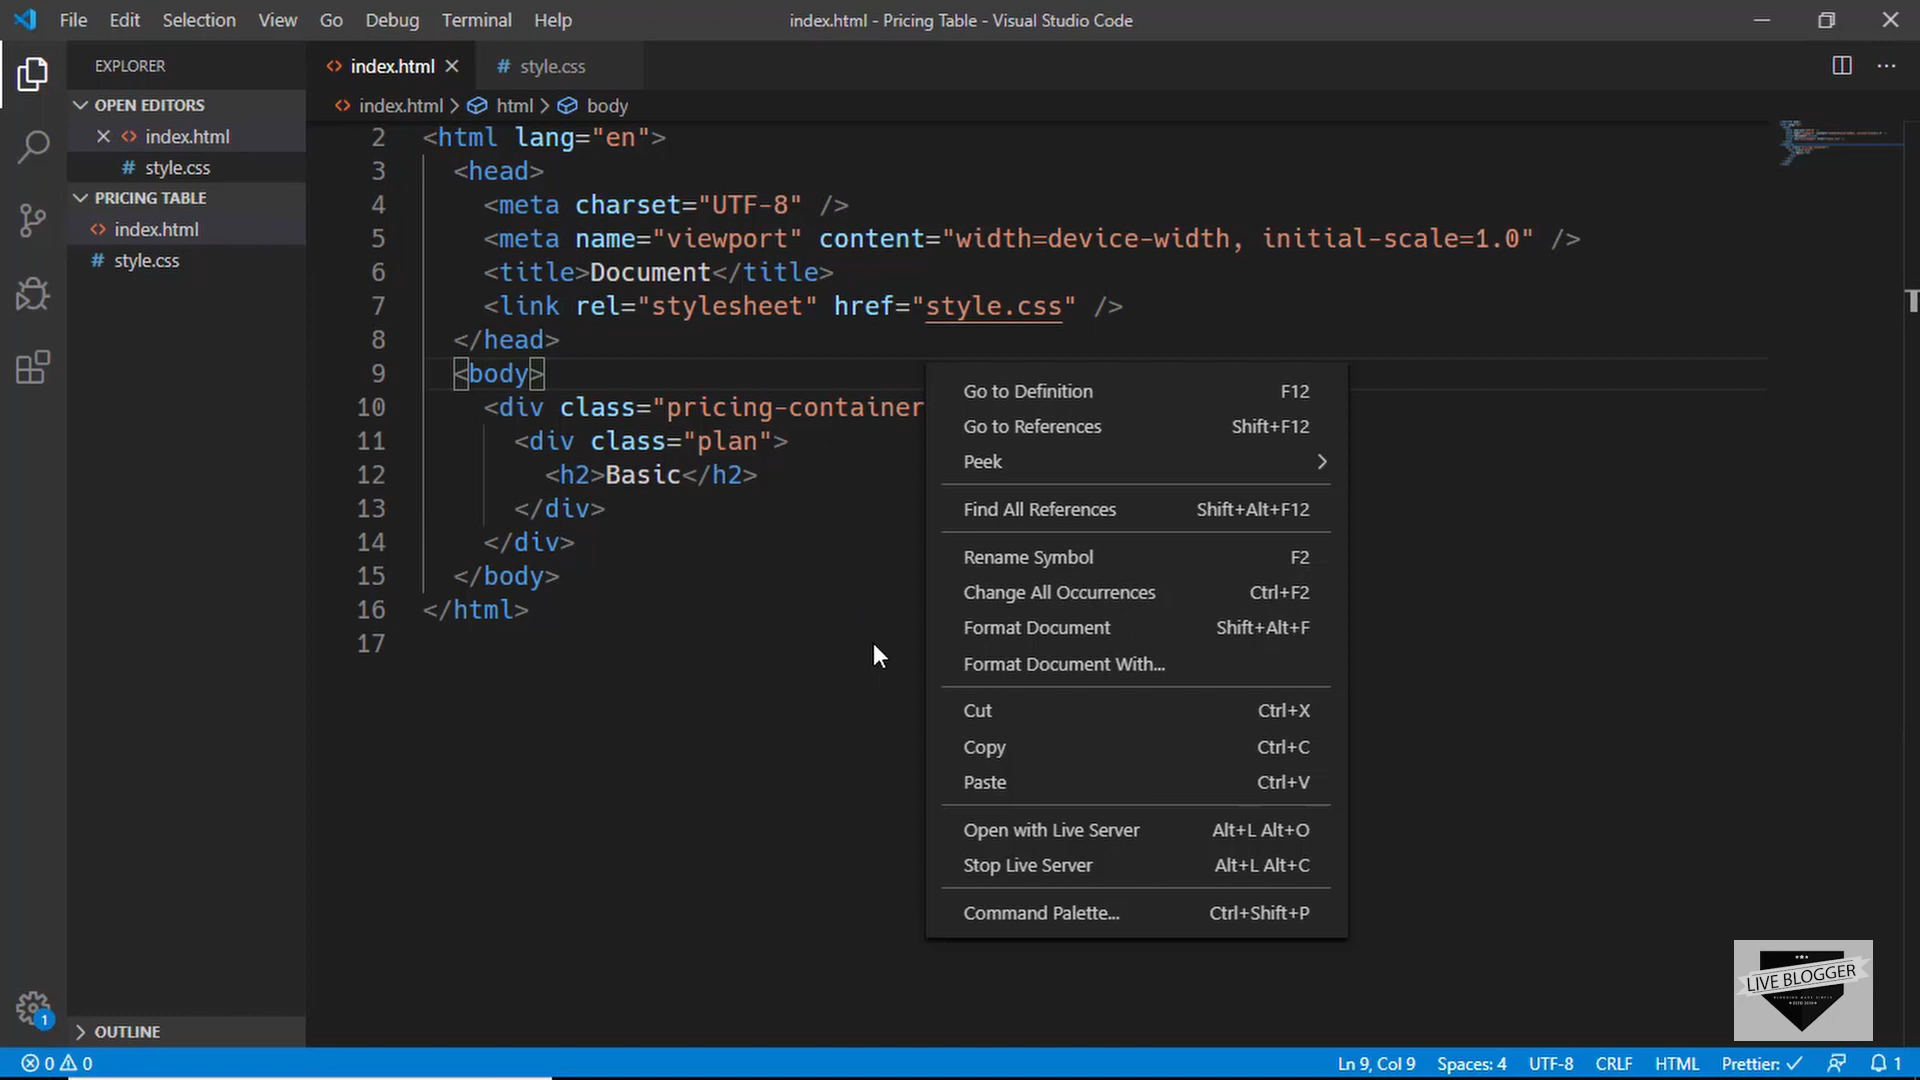 File Edit Selection View Go Debug Terminal Help
index.html - Pricing Table - Visual Studio Code
EXPLORER
OPEN EDITORS
index.html
# style.css
PRICING TABLE
index.html
# style.css
OUTLINE
index.html
# style.css
index.html > html > body
2 <html lang="en">
3 <head>
4 <meta charset="UTF-8" />
5 <meta name="viewport" content="width=device-width, initial-scale=1.0" />
6 <title>Document</title>
7 <link rel="stylesheet" href="style.css" />
8 </head>
9 <body>
10 <div class="pricing-container
11 <div class="plan">
12 <h2>Basic</h2>
13 </div>
14 </div>
15 </body>
16 </html>
17
Go to Definition F12
Go to References Shift+F12
Peek
Find All References Shift+Alt+F12
Rename Symbol F2
Change All Occurrences Ctrl+F2
Format Document Shift+Alt+F
Format Document With...
Cut Ctrl+X
Copy Ctrl+C
Paste Ctrl+V
Open with Live Server Alt+L Alt+O
Stop Live Server Alt+L Alt+C
Command Palette... Ctrl+Shift+P
LIVE BLOGGER
1
0 0
Ln 9, Col 9 Spaces: 4 UTF-8 CRLF HTML Prettier: ✓ 1